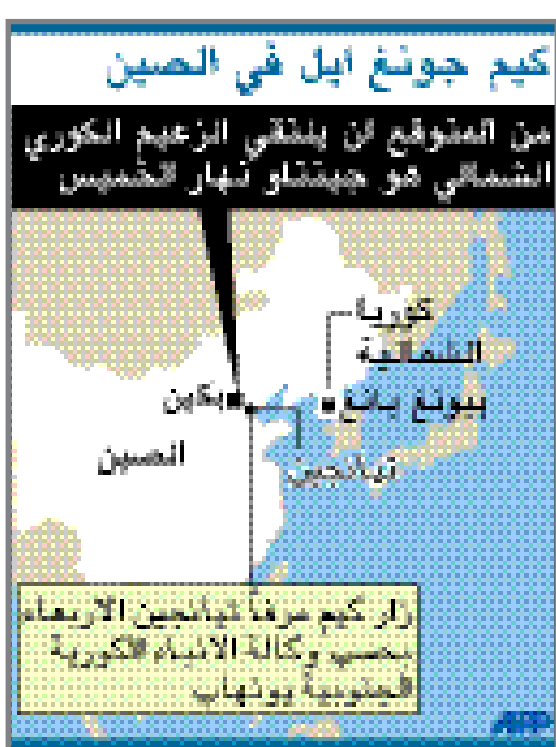 كيم جونغ ايل في الصين
من المتوقع ان يلتقي الزعيم الكوري
الشمالي هو جينتاو نهار الخميس
كوريا
الشمالية
بكين
بيونغ يانغ
الصين
تيانجين
زار كيم مرفأ تيانجين الاربعاء
بحسب وكالة الانباء الكورية
الجنوبية يونهاب
AFP